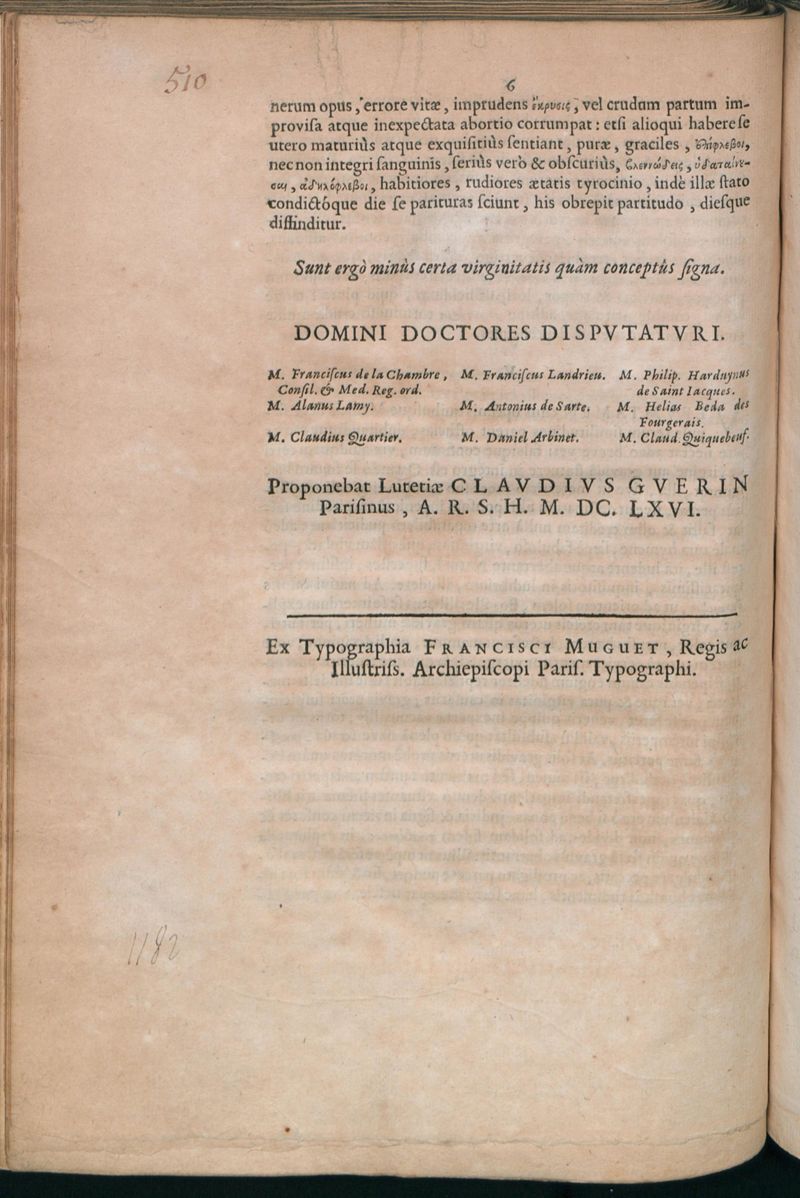 510
6
nerum opus, errore vitæ, imprudens ἔκρυσις, vel crudum partum im-
provisa atque inexpectata abortio corrumpat: etsi alioqui habere se
utero maturiùs atque exquisitiùs sentiant, puræ, graciles,
necnon integri sanguinis, seriùs verò & obscuriùs, βλεννώδεις,
ἀδηλόφλεβοι, habitiores, rudiores ætatis tyrocinio, indè illæ stato
condictóque die se parituras sciunt, his obrepit partitudo, diesque
diffinditur.
Sunt ergò minùs certa virginitatis quàm conceptûs signa.
DOMINI DOCTORES DISPVTATVRI.
M. Franciscus de la Chambre, M. Franciscus Landrieu. M. Philip. Harduynus
Consil. & Med. Reg. ord. de Saint Iacques.
M. Alanus Lamy. M. Antonius de Sarte. M. Helias Beda des
Fourgerais.
M. Claudius Quartier. M. Daniel Arbinet. M. Claud. Quiquebeuf.
Proponebat Lutetiæ CLAVDIVS GVERIN
Parisinus, A. R. S. H. M. DC. LXVI.
Ex Typographia FRANCISCI MUGUET, Regis ac
Illustriss. Archiepiscopi Paris. Typographi.
1182